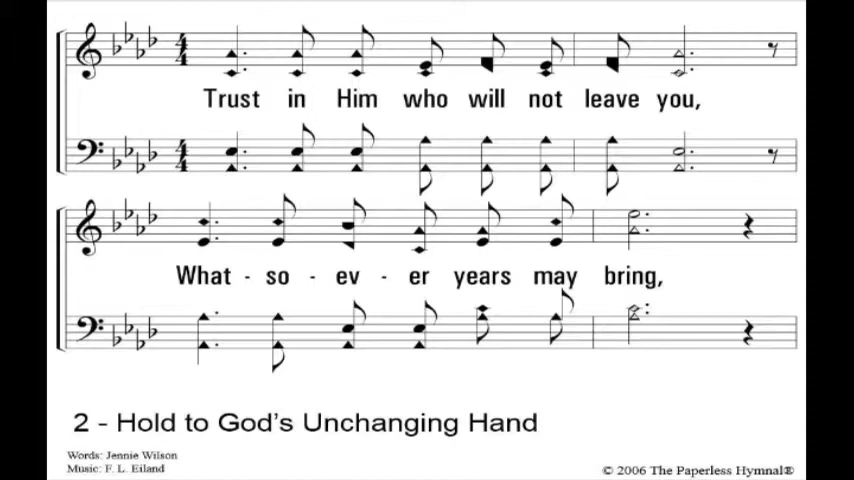 Trust in Him who will not leave you,
What - so - ev - er years may bring,
2 - Hold to God's Unchanging Hand
Words: Jennie Wilson
Music: F. L. Eiland
© 2006 The Paperless Hymnal®